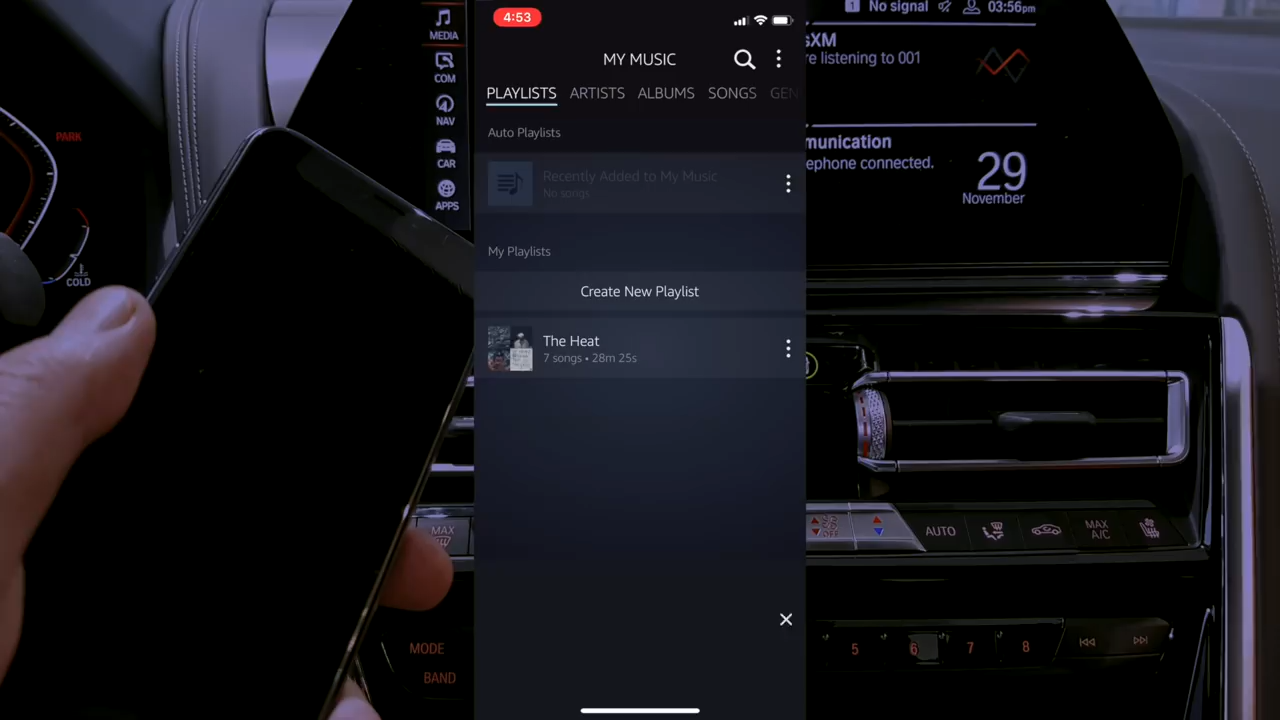 MEDIA
COM
NAV
CAR
APPS
PARK
COLD
4:53
MY MUSIC
PLAYLISTS
ARTISTS
ALBUMS
SONGS
GEN
Auto Playlists
Recently Added to My Music
No songs
My Playlists
Create New Playlist
The Heat
7 songs • 28m 25s
1 No signal
03:56pm
sXM
e listening to 001
munication
ephone connected.
29
November
MAX
AUTO
MAX
A/C
MODE
BAND
5
6
7
8